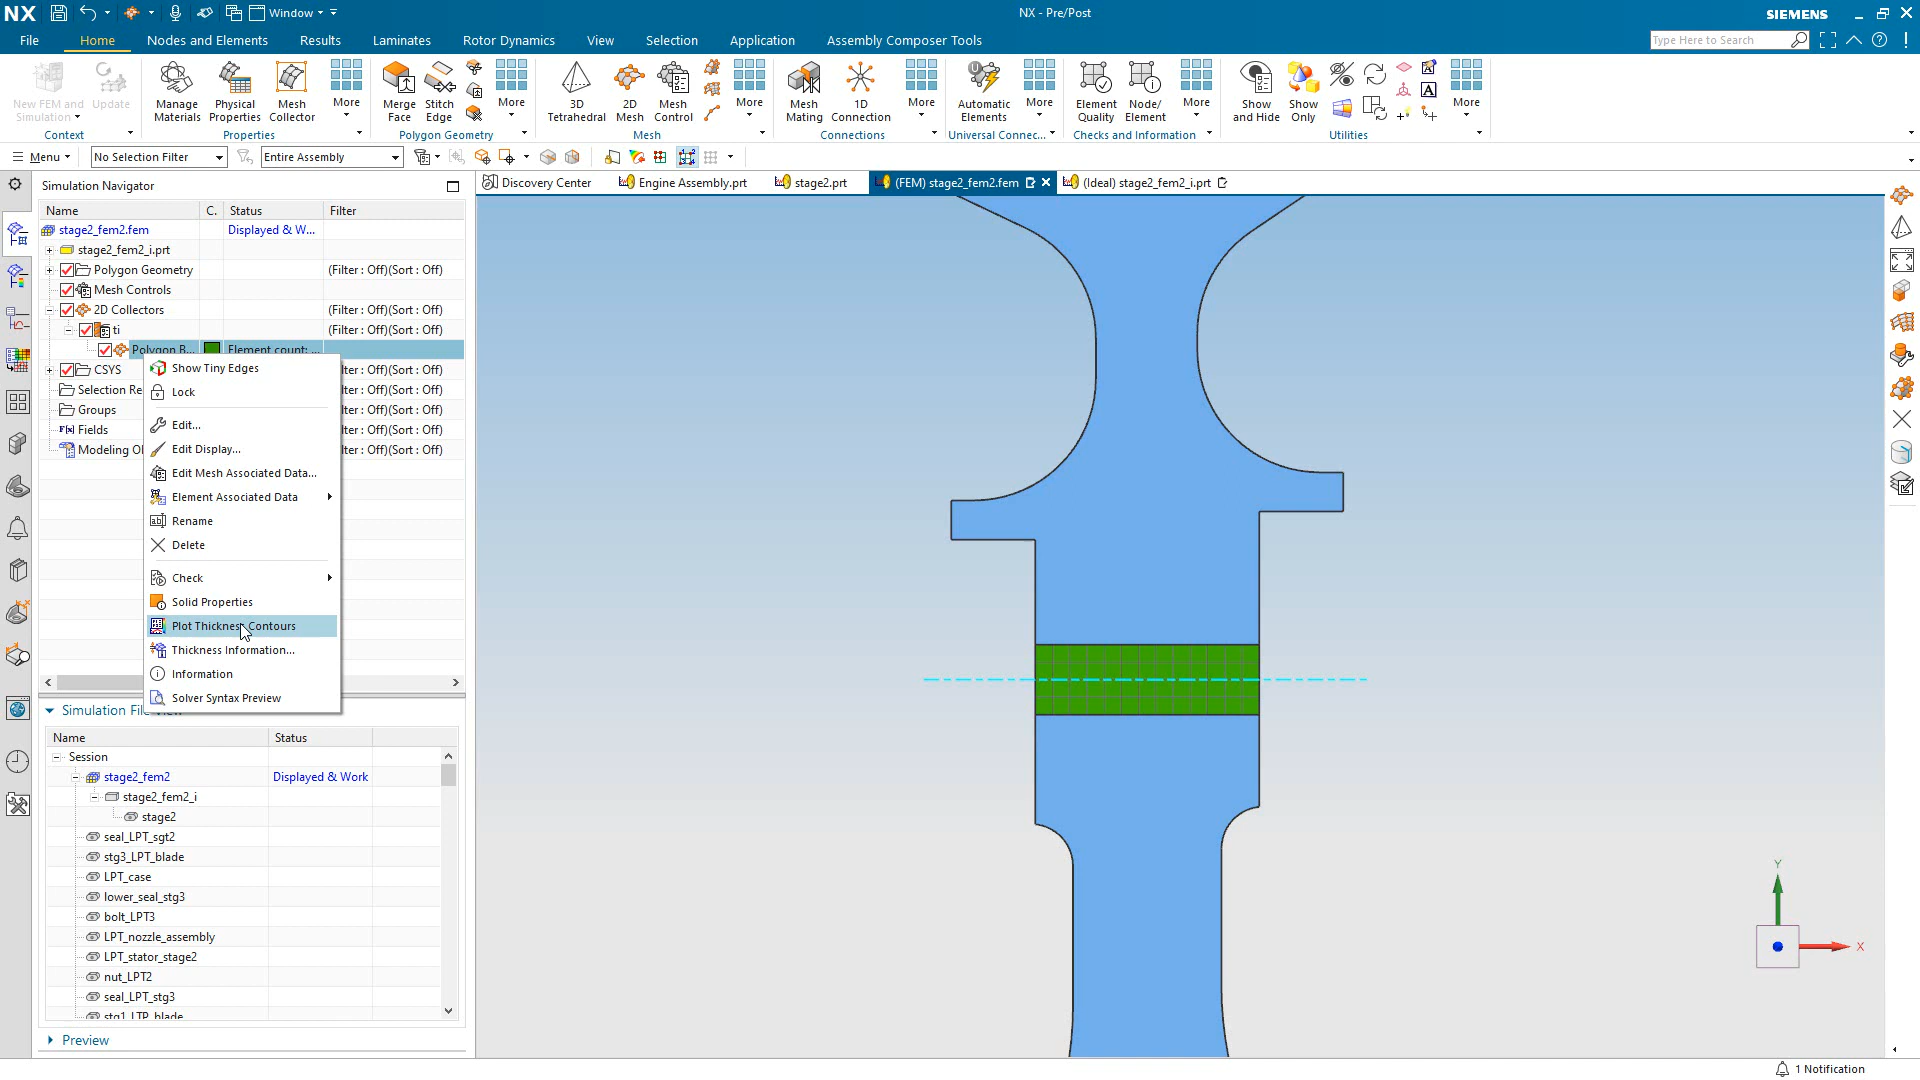 NX
Window
NX - Pre/Post
SIEMENS
File
Home
Nodes and Elements
Results
Laminates
Rotor Dynamics
View
Selection
Application
Assembly Composer Tools
Type Here to Search
New FEM and Simulation
Update
Manage Materials
Physical Properties
Mesh Collector
More
Merge Face
Stitch Edge
More
3D Tetrahedral
2D Mesh
Mesh Control
More
Mesh Mating
1D Connection
More
Automatic Elements
More
Element Quality
Node/ Element
More
Show and Hide
Show Only
More
Context
Properties
Polygon Geometry
Mesh
Connections
Universal Connec...
Checks and Information
Utilities
Menu
No Selection Filter
Entire Assembly
Simulation Navigator
Discovery Center
Engine Assembly.prt
stage2.prt
(FEM) stage2_fem2.fem
(Ideal) stage2_fem2_i.prt
Name
C.
Status
Filter
stage2_fem2.fem
Displayed & W...
stage2_fem2_i.prt
Polygon Geometry
(Filter : Off)(Sort : Off)
Mesh Controls
2D Collectors
(Filter : Off)(Sort : Off)
ti
(Filter : Off)(Sort : Off)
Polygon B...
Element count: ...
CSYS
lter : Off)(Sort : Off)
Selection Re
lter : Off)(Sort : Off)
Groups
lter : Off)(Sort : Off)
Fields
lter : Off)(Sort : Off)
Modeling Ol
lter : Off)(Sort : Off)
Show Tiny Edges
Lock
Edit...
Edit Display...
Edit Mesh Associated Data...
Element Associated Data
Rename
Delete
Check
Solid Properties
Plot Thickness Contours
Thickness Information...
Information
Solver Syntax Preview
Simulation File View
Name
Status
Session
stage2_fem2
Displayed & Work
stage2_fem2_i
stage2
seal_LPT_sgt2
stg3_LPT_blade
LPT_case
lower_seal_stg3
bolt_LPT3
LPT_nozzle_assembly
LPT_stator_stage2
nut_LPT2
seal_LPT_stg3
stg1_LTP_blade
Preview
Y
X
1 Notification